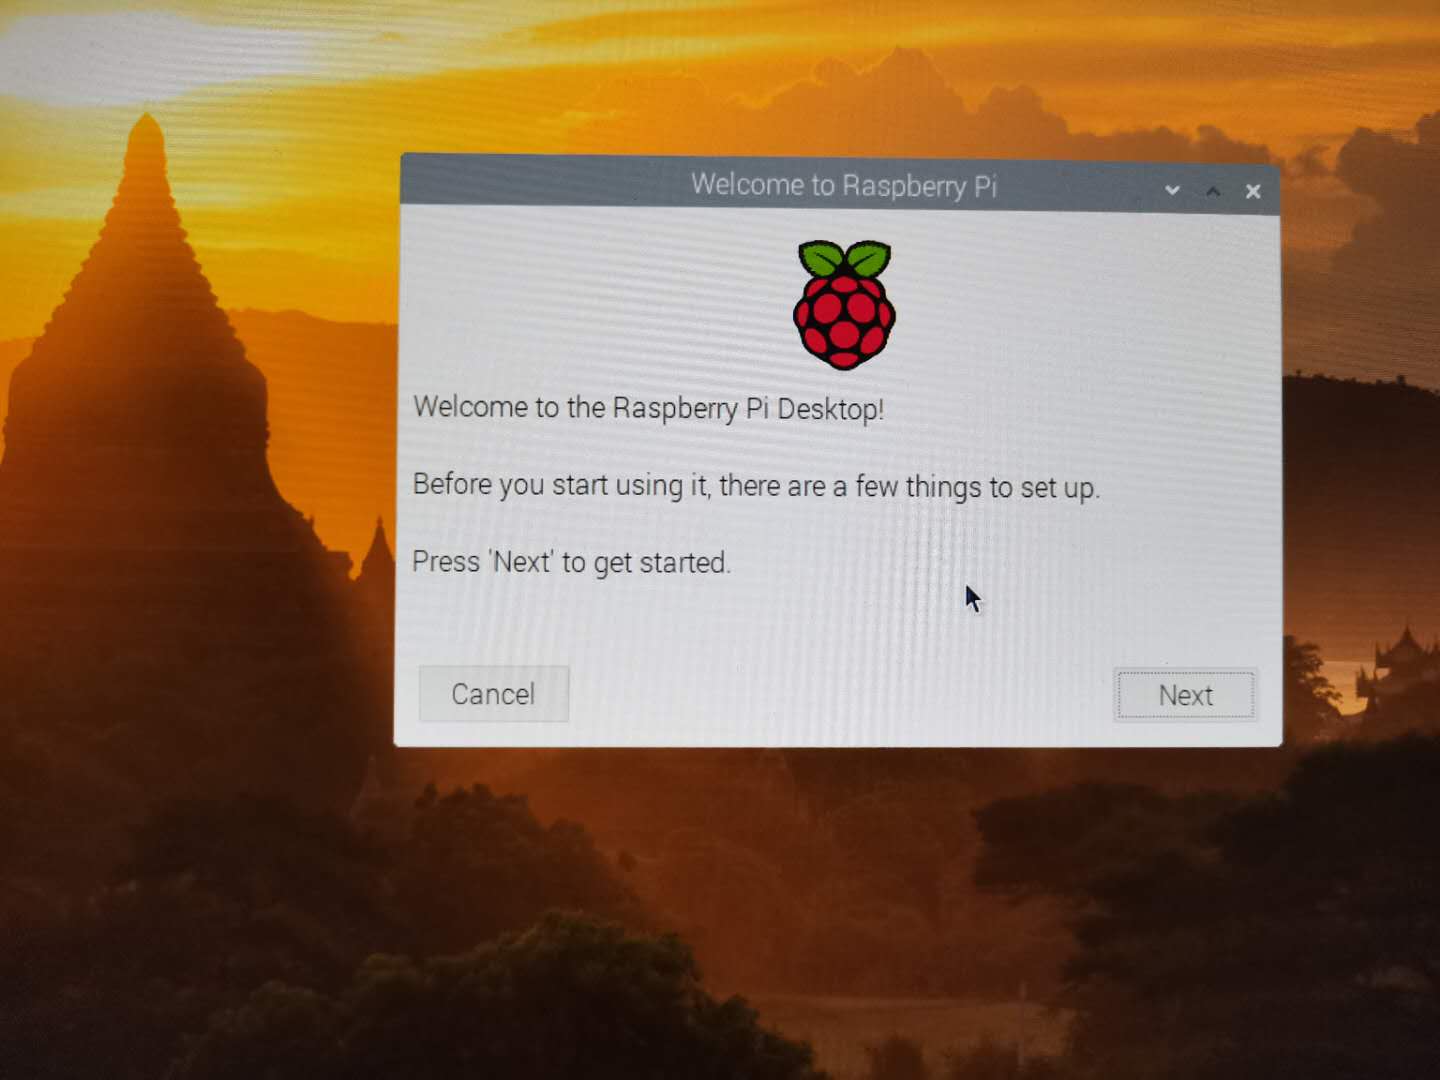 Welcome to Raspberry Pi
Welcome to the Raspberry Pi Desktop!
Before you start using it, there are a few things to set up.
Press 'Next' to get started.
Cancel
Next